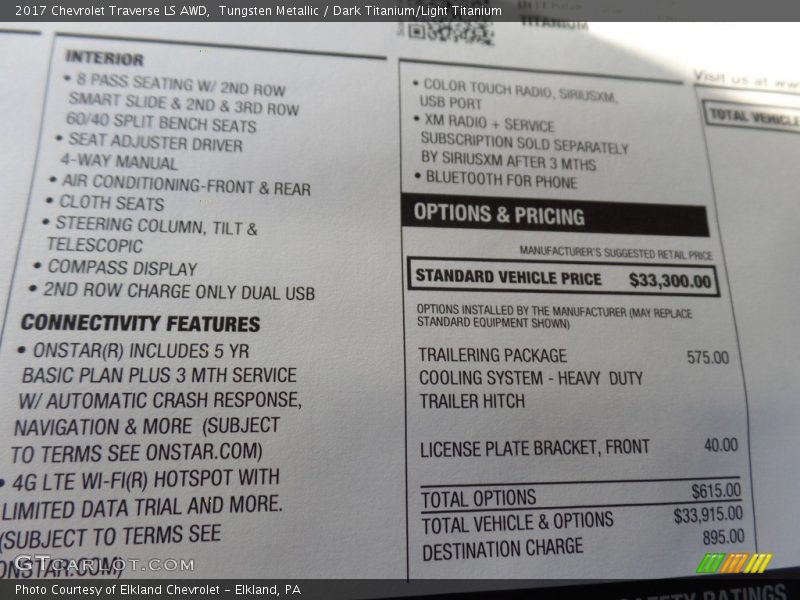 2017 Chevrolet Traverse LS AWD,  Tungsten Metallic / Dark Titanium/Light Titanium
TITANIUM
INTERIOR
• 8 PASS SEATING W/ 2ND ROW
SMART SLIDE & 2ND & 3RD ROW
60/40 SPLIT BENCH SEATS
• SEAT ADJUSTER DRIVER
4-WAY MANUAL
• AIR CONDITIONING-FRONT & REAR
• CLOTH SEATS
• STEERING COLUMN, TILT &
TELESCOPIC
• COMPASS DISPLAY
• 2ND ROW CHARGE ONLY DUAL USB
CONNECTIVITY FEATURES
• ONSTAR(R) INCLUDES 5 YR
BASIC PLAN PLUS 3 MTH SERVICE
W/ AUTOMATIC CRASH RESPONSE,
NAVIGATION & MORE (SUBJECT
TO TERMS SEE ONSTAR.COM)
• 4G LTE WI-FI(R) HOTSPOT WITH
LIMITED DATA TRIAL AND MORE.
(SUBJECT TO TERMS SEE
ONSTAR.COM)
• COLOR TOUCH RADIO, SIRIUSXM,
USB PORT
• XM RADIO + SERVICE
SUBSCRIPTION SOLD SEPARATELY
BY SIRIUSXM AFTER 3 MTHS
• BLUETOOTH FOR PHONE
OPTIONS & PRICING
MANUFACTURER'S SUGGESTED RETAIL PRICE
STANDARD VEHICLE PRICE $33,300.00
OPTIONS INSTALLED BY THE MANUFACTURER (MAY REPLACE
STANDARD EQUIPMENT SHOWN)
TRAILERING PACKAGE 575.00
COOLING SYSTEM - HEAVY DUTY
TRAILER HITCH
LICENSE PLATE BRACKET, FRONT 40.00
TOTAL OPTIONS $615.00
TOTAL VEHICLE & OPTIONS $33,915.00
DESTINATION CHARGE 895.00
Visit us at ww
TOTAL VEHICLE
SAFETY RATINGS
GTcarlot.com
Photo Courtesy of Elkland Chevrolet - Elkland, PA